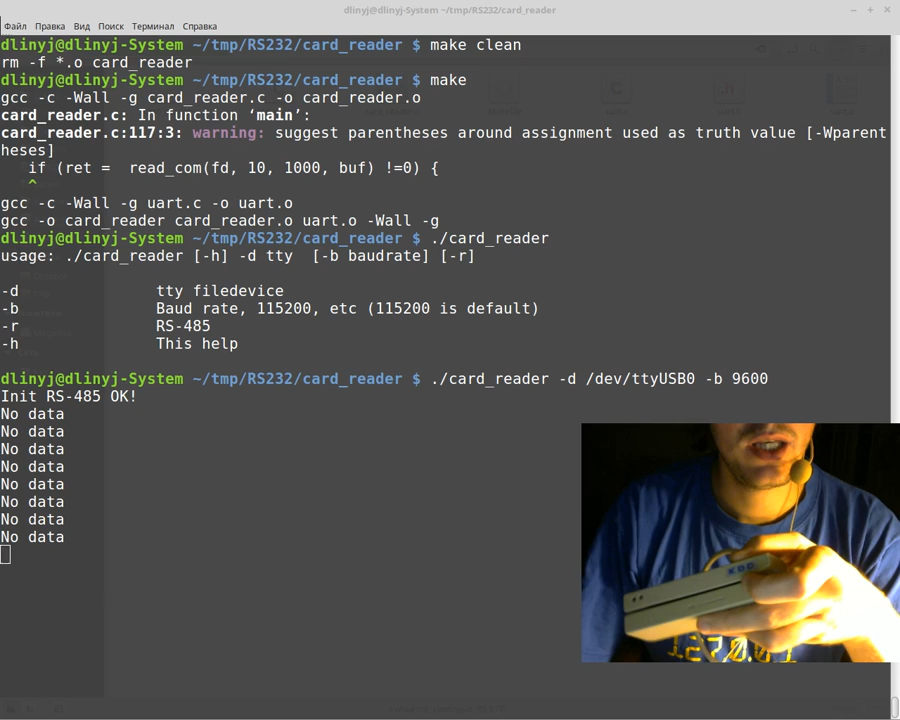 dlinyj@dlinyj-System ~/tmp/RS232/card_reader
Файл Правка Вид Поиск Терминал Справка
dlinyj@dlinyj-System ~/tmp/RS232/card_reader $ make clean
rm -f *.o card_reader
dlinyj@dlinyj-System ~/tmp/RS232/card_reader $ make
gcc -c -Wall -g card_reader.c -o card_reader.o
card_reader.c: In function ‘main’:
card_reader.c:117:3: warning: suggest parentheses around assignment used as truth value [-Wparent
heses]
if (ret =  read_com(fd, 10, 1000, buf) !=0) {
^
gcc -c -Wall -g uart.c -o uart.o
gcc -o card_reader card_reader.o uart.o -Wall -g
dlinyj@dlinyj-System ~/tmp/RS232/card_reader $ ./card_reader
usage: ./card_reader [-h] -d tty  [-b baudrate] [-r]
-d tty filedevice
-b Baud rate, 115200, etc (115200 is default)
-r RS-485
-h This help
dlinyj@dlinyj-System ~/tmp/RS232/card_reader $ ./card_reader -d /dev/ttyUSB0 -b 9600
Init RS-485 OK!
No data
No data
No data
No data
No data
No data
No data
No data